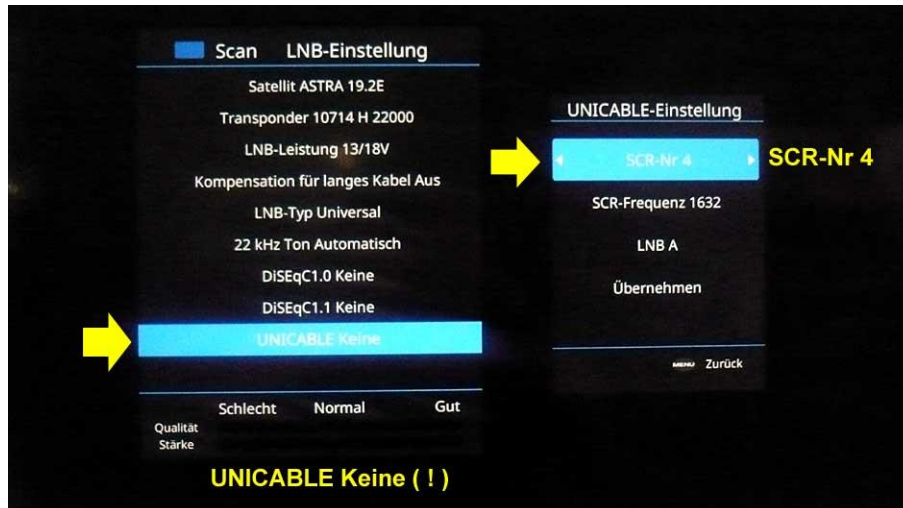 Scan LNB-Einstellung
Satellit ASTRA 19.2E
Transponder 10714 H 22000
LNB-Leistung 13/18V
Kompensation für langes Kabel Aus
LNB-Typ Universal
22 kHz Ton Automatisch
DiSEqC1.0 Keine
DiSEqC1.1 Keine
UNICABLE Keine
Schlecht Normal Gut
Qualität
Stärke
UNICABLE Keine ( ! )
UNICABLE-Einstellung
SCR-Nr 4
SCR-Nr 4
SCR-Frequenz 1632
LNB A
Übernehmen
MENU Zurück